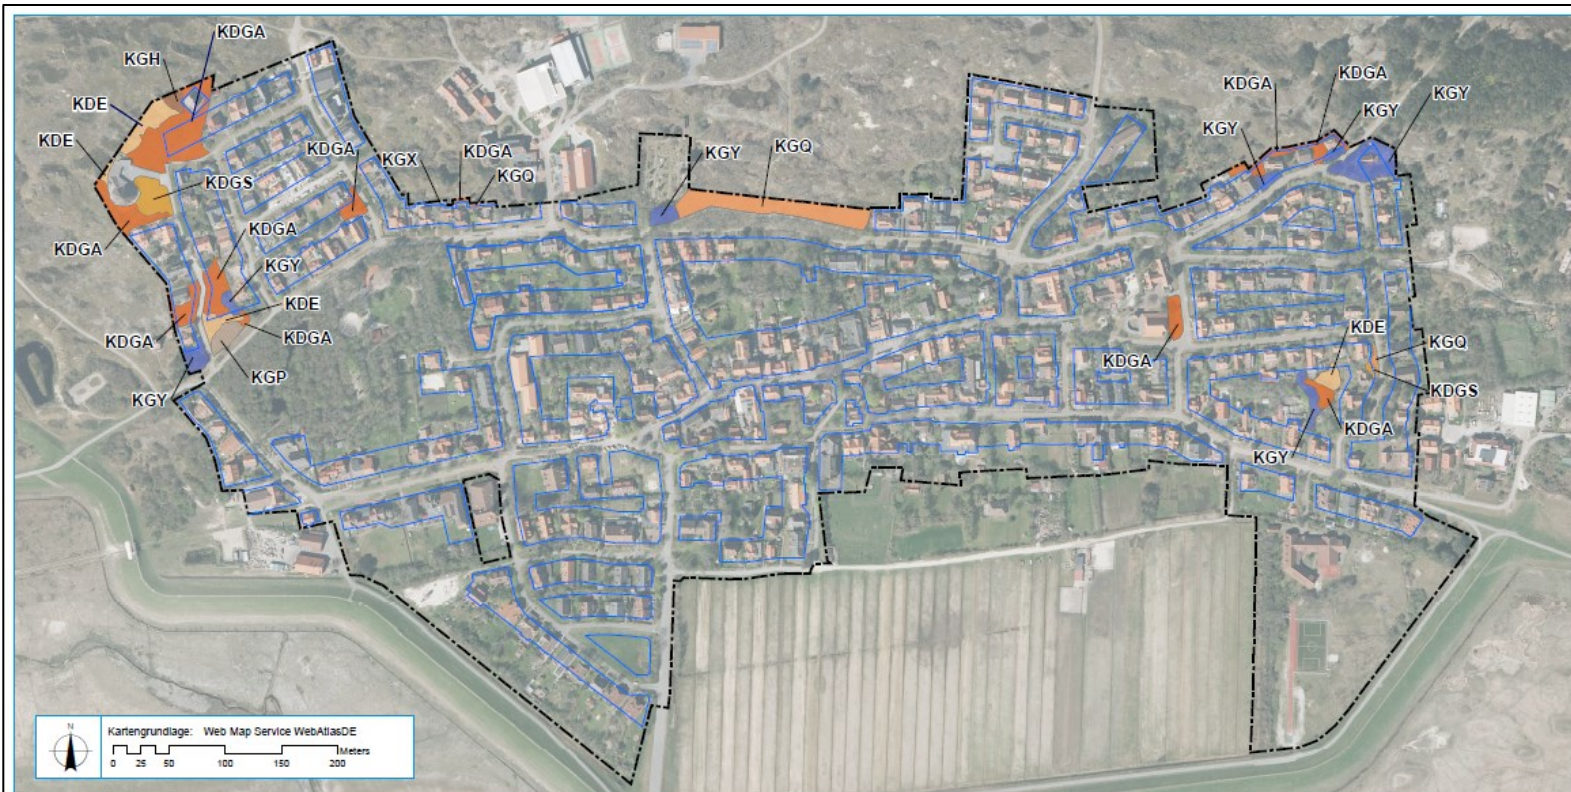 KDGA
KGH
KDE
KDE
KDGS
KDGA
KDGA
KGX
KDGA
KGQ
KDGA
KGY
KDE
KDGA
KDGA
KGP
KGY
KGY
KGQ
KDGA
KDGA
KGY
KGY
KGY
KDGA
KDE
KGQ
KDGS
KDGA
KGY
N
Kartengrundlage: Web Map Service WebAtlasDE
Meters
0 25 50 100 150 200